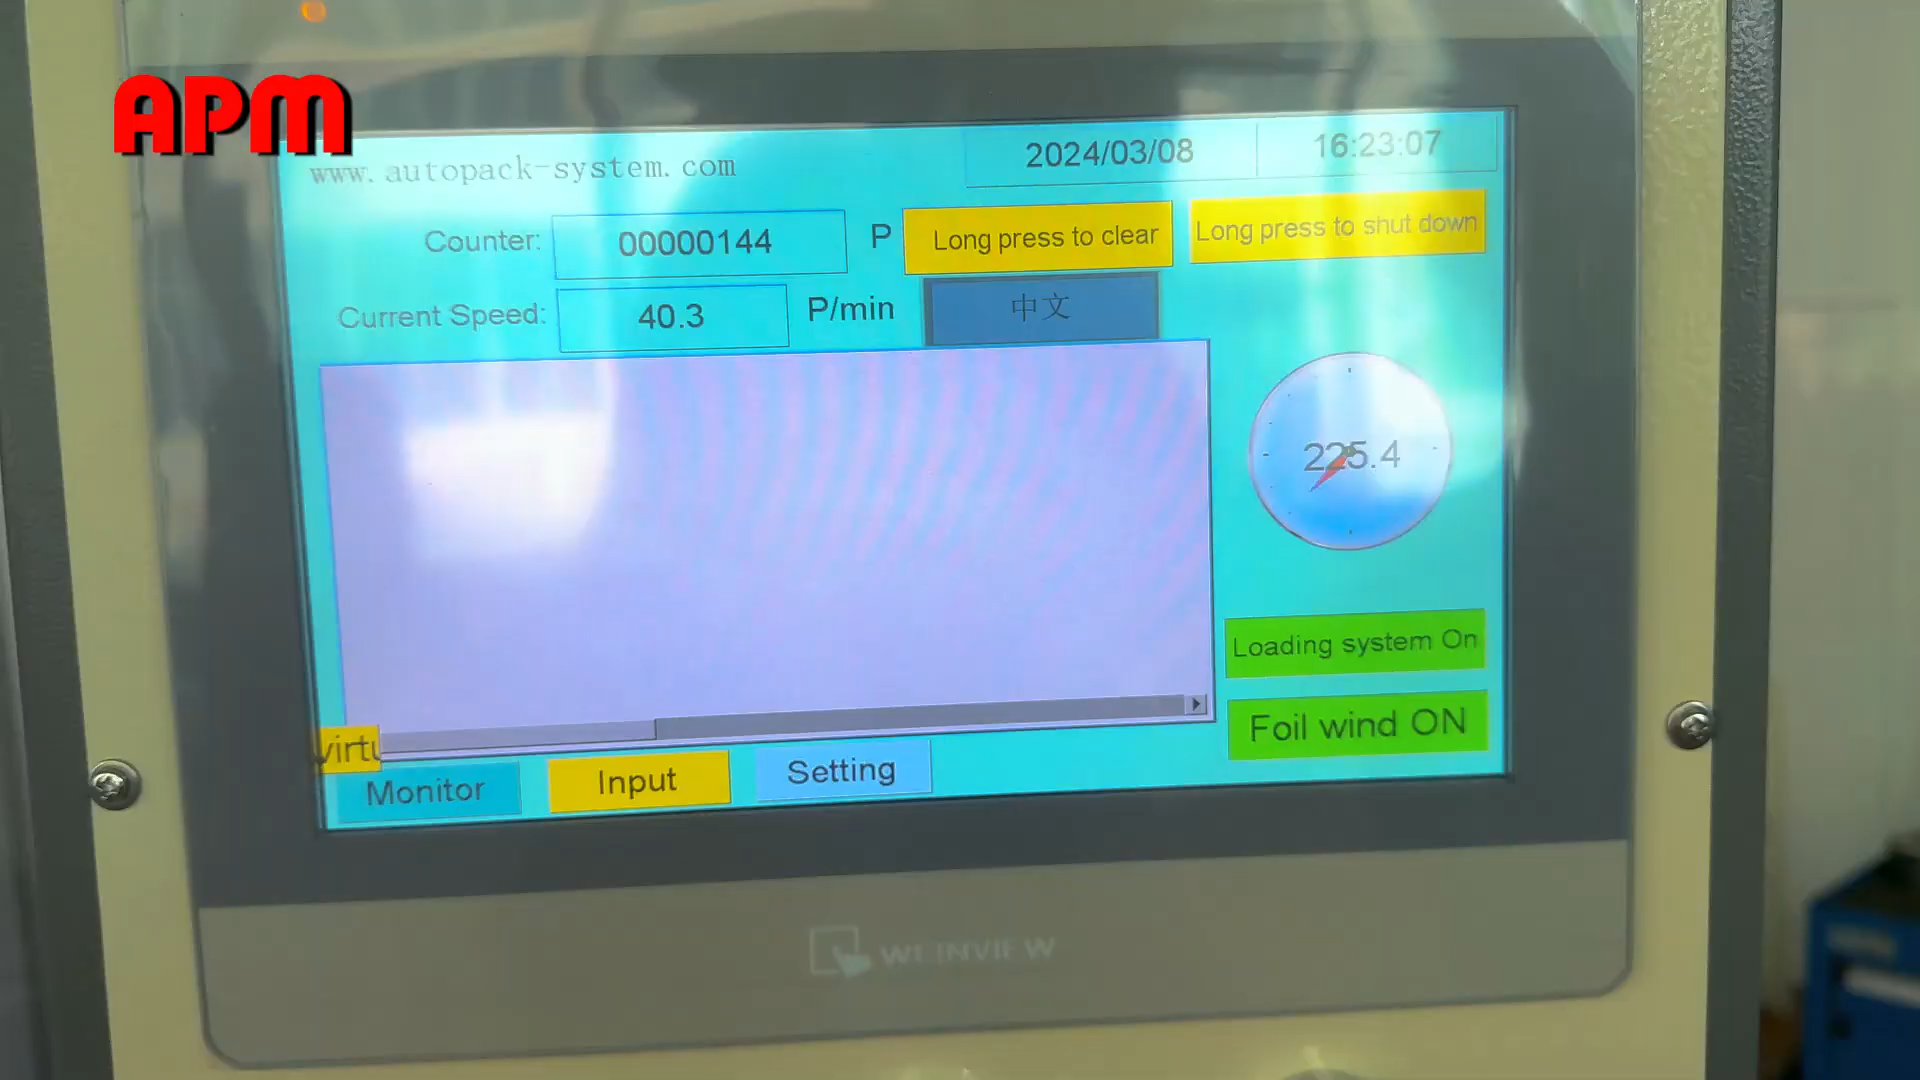 APM
www.autopack-system.com
2024/03/08
16:23:07
Counter: 00000144 P
Long press to clear
Long press to shut down
Current Speed: 40.3 P/min
中文
225.4
Loading system On
Foil wind ON
virtu
Monitor
Input
Setting
WEINVIEW